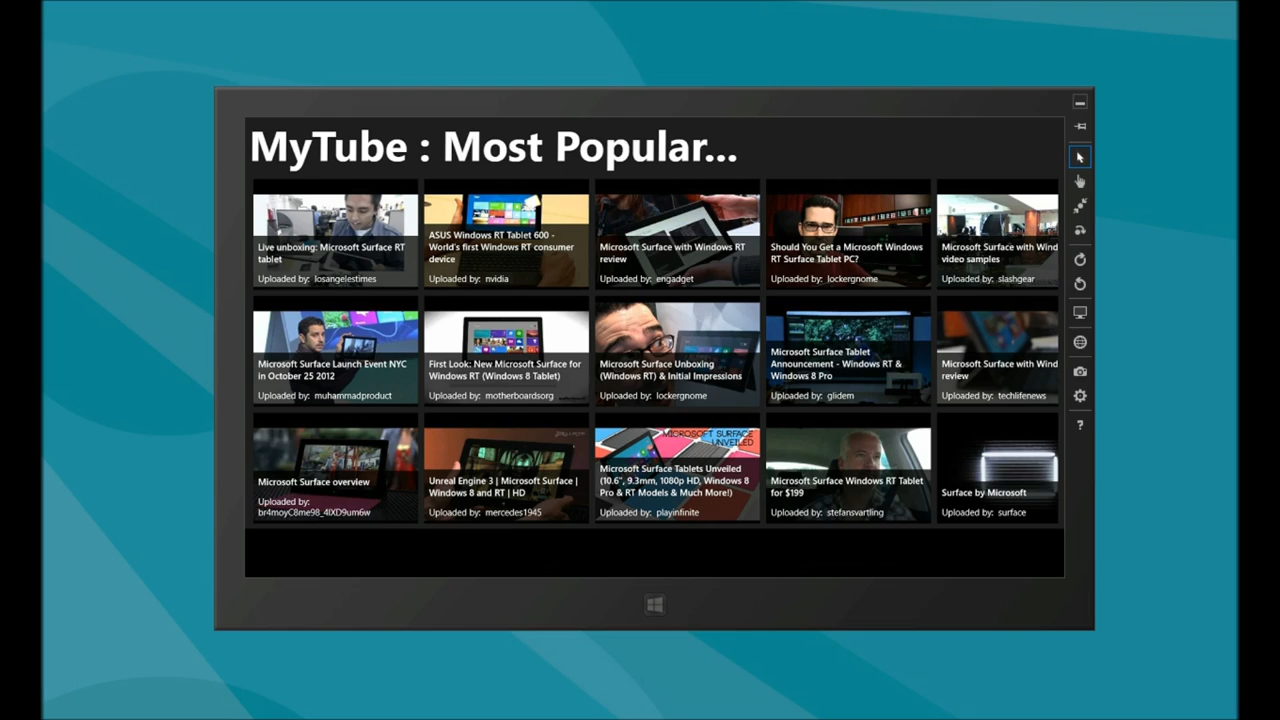 MyTube : Most Popular...
Live unboxing: Microsoft Surface RT
tablet
Uploaded by: losangelestimes
ASUS Windows RT Tablet 600 -
World's first Windows RT consumer
device
Uploaded by: nvidia
Microsoft Surface with Windows RT
review
Uploaded by: engadget
Should You Get a Microsoft Windows
RT Surface Tablet PC?
Uploaded by: lockergnome
Microsoft Surface with Wind
video samples
Uploaded by: slashgear
Microsoft Surface Launch Event NYC
in October 25 2012
Uploaded by: muhammadproduct
First Look: New Microsoft Surface for
Windows RT (Windows 8 Tablet)
Uploaded by: motherboardsorg
Microsoft Surface Unboxing
(Windows RT) & Initial Impressions
Uploaded by: lockergnome
Microsoft Surface Tablet
Announcement - Windows RT &
Windows 8 Pro
Uploaded by: glidem
Microsoft Surface with Wind
review
Uploaded by: techlifenews
Microsoft Surface overview
Uploaded by:
br4moyC8me98_4lXD9um6w
Unreal Engine 3 | Microsoft Surface |
Windows 8 and RT | HD
Uploaded by: mercedes1945
MICROSOFT SURFACE
UNVEILED
Microsoft Surface Tablets Unveiled
(10.6", 9.3mm, 1080p HD, Windows 8
Pro & RT Models & Much More!)
Uploaded by: playinfinite
Microsoft Surface Windows RT Tablet
for $199
Uploaded by: stefansvartling
Surface by Microsoft
Uploaded by: surface
?